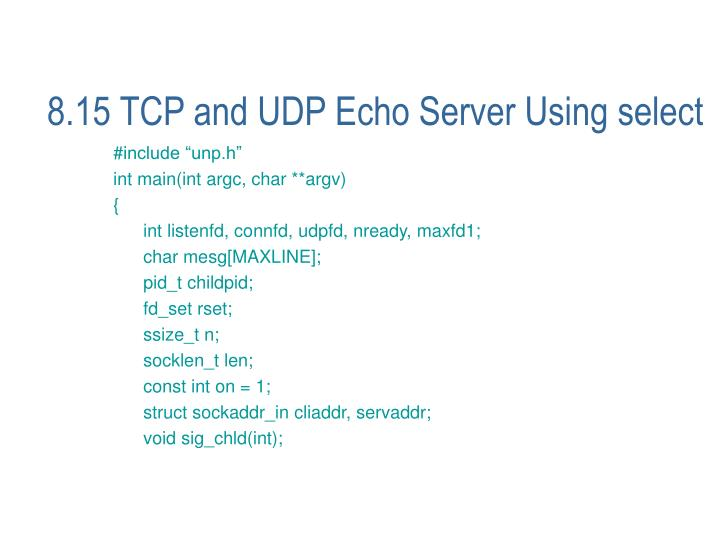 8.15 TCP and UDP Echo Server Using select
#include “unp.h”
int main(int argc, char **argv)
{
int listenfd, connfd, udpfd, nready, maxfd1;
char mesg[MAXLINE];
pid_t childpid;
fd_set rset;
ssize_t n;
socklen_t len;
const int on = 1;
struct sockaddr_in cliaddr, servaddr;
void sig_chld(int);